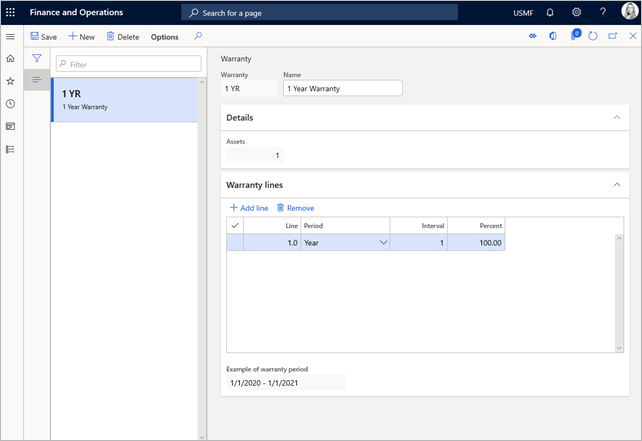 Finance and Operations
Search for a page
USMF
?
Save
New
Delete
Options
0
Filter
1 YR
1 Year Warranty
Warranty
Warranty
Name
1 YR
1 Year Warranty
Details
Assets
1
Warranty lines
Add line
Remove
Line
Period
Interval
Percent
1.0
Year
1
100.00
Example of warranty period
1/1/2020 - 1/1/2021